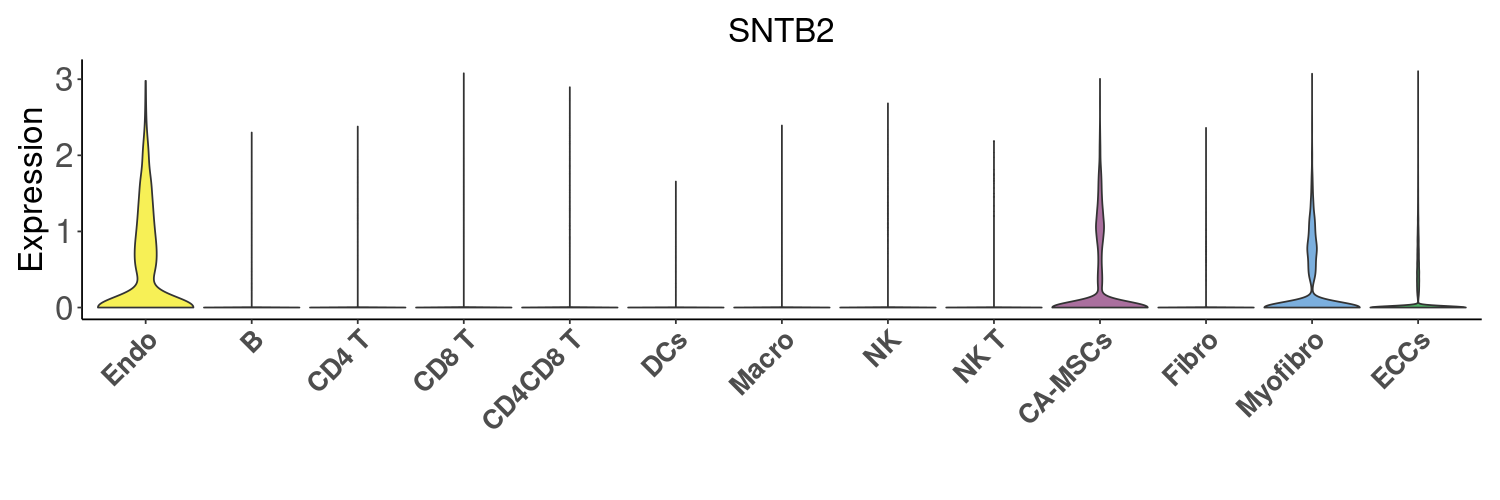 SNTB2
Expression
3
2
1
0
Endo
B
CD4 T
CD8 T
CD4CD8 T
DCs
Macro
NK
NK T
CA-MSCs
Fibro
Myofibro
ECCs